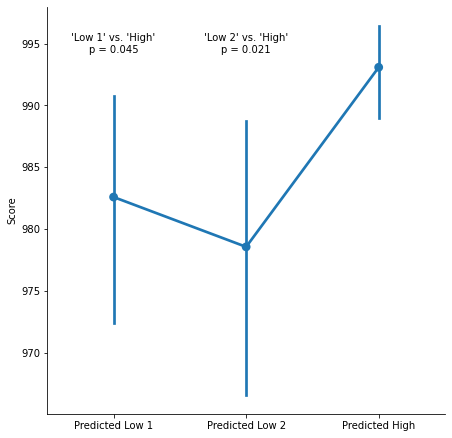 'Low 1' vs. 'High'
p = 0.045
'Low 2' vs. 'High'
p = 0.021
995
990
985
980
975
970
Score
Predicted Low 1
Predicted Low 2
Predicted High